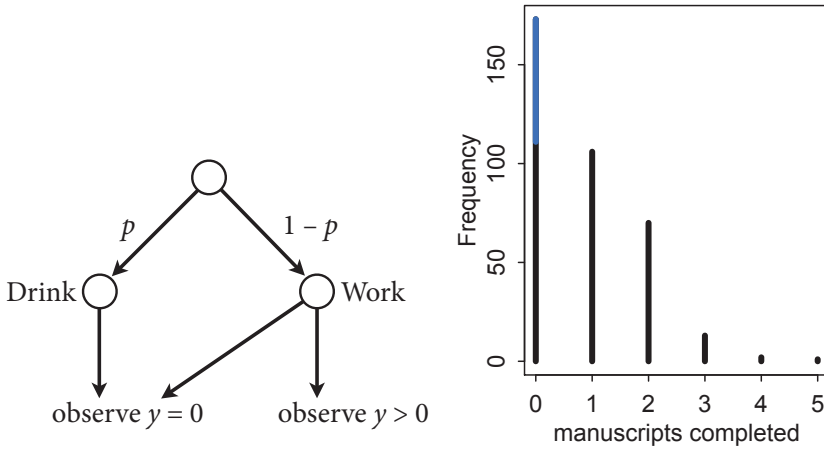 p
1 – p
Drink
Work
observe y = 0
observe y > 0
Frequency
150
100
50
0
0 1 2 3 4 5
manuscripts completed